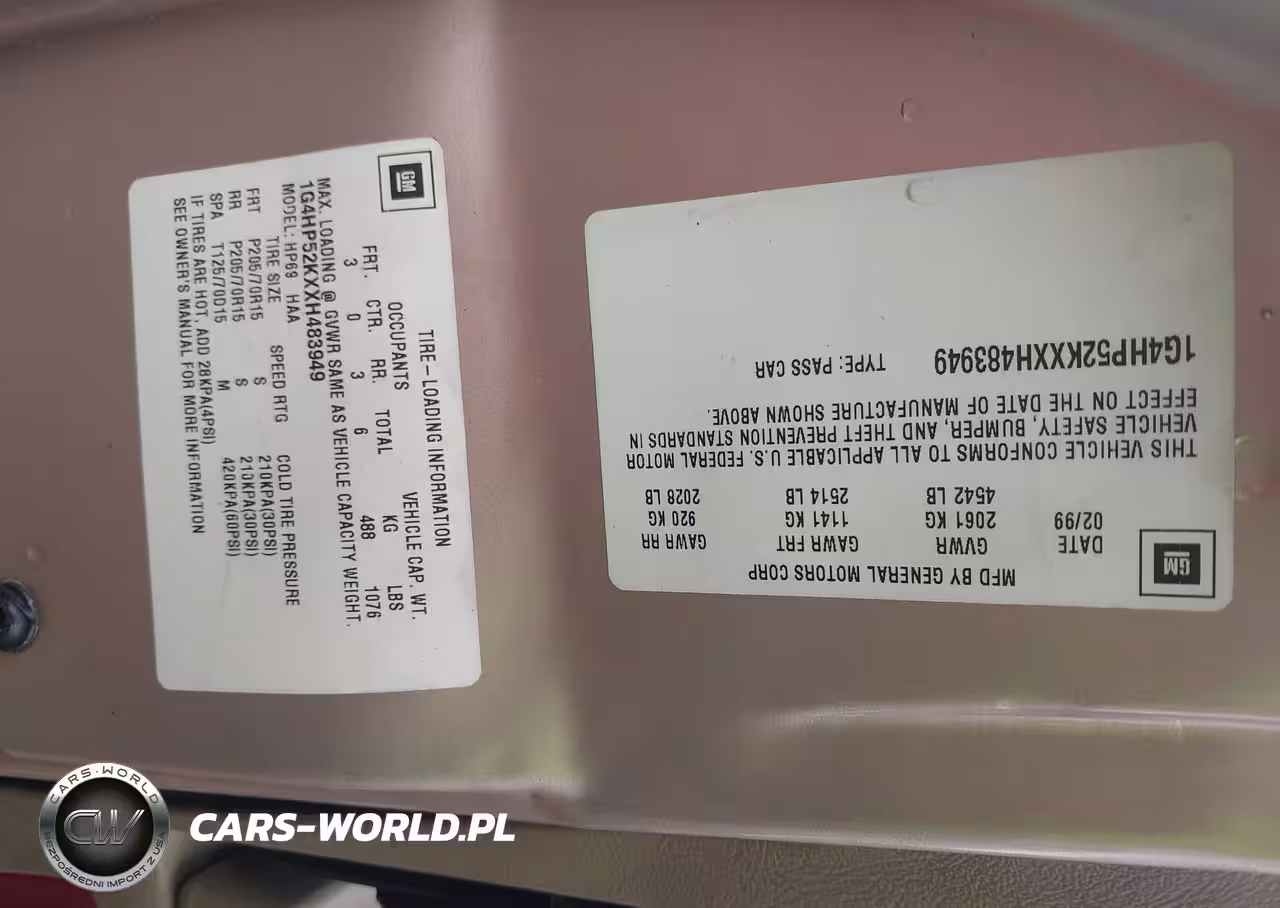 GM
TIRE-LOADING INFORMATION
OCCUPANTS VEHICLE CAP. WT.
FRT. CTR. RR. TOTAL KG LBS
3 0 3 6 488 1076
MAX. LOADING @ GVWR SAME AS VEHICLE CAPACITY WEIGHT.
1G4HP52KXXH483949
MODEL: HP69 HAA
TIRE SIZE SPEED RTG COLD TIRE PRESSURE
FRT P205/70R15 S 210KPA(30PSI)
RR P205/70R15 S 210KPA(30PSI)
SPA T125/70D15 M 420KPA(60PSI)
IF TIRES ARE HOT, ADD 28KPA(4PSI)
SEE OWNER'S MANUAL FOR MORE INFORMATION
GM
MFD BY GENERAL MOTORS CORP
DATE GVWR GAWR FRT GAWR RR
02/99 2061 KG 1141 KG 920 KG
4542 LB 2514 LB 2028 LB
THIS VEHICLE CONFORMS TO ALL APPLICABLE U.S. FEDERAL MOTOR
VEHICLE SAFETY, BUMPER, AND THEFT PREVENTION STANDARDS IN
EFFECT ON THE DATE OF MANUFACTURE SHOWN ABOVE.
1G4HP52KXXH483949 TYPE: PASS CAR
CARS-WORLD
CW
BEZPOŚREDNI IMPORT Z USA
CARS-WORLD.PL